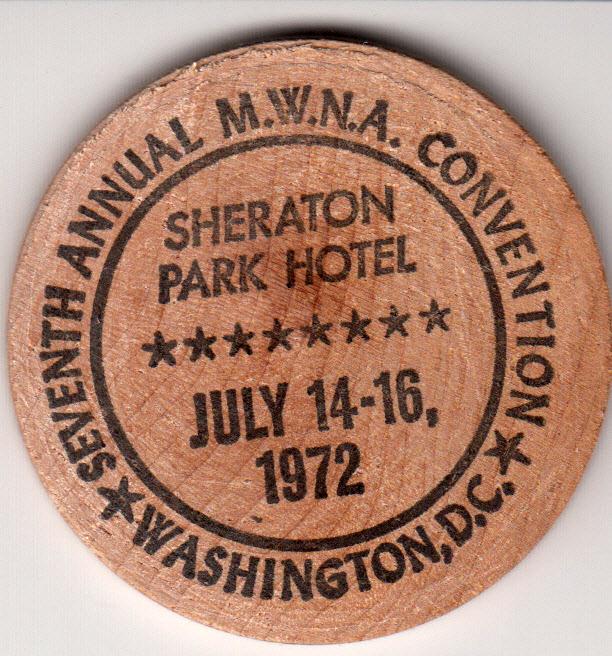 SEVENTH ANNUAL M.W.N.A. CONVENTION
SHERATON
PARK HOTEL
★★★★★★★★
JULY 14-16,
1972
★WASHINGTON, D.C.★